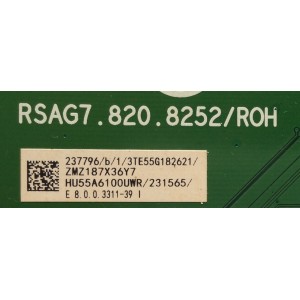 RSAG7.820.8252/ROH
237796/b/1/3TE55G182621/
ZMZ187X36Y7
HU55A6100UWR/231565/
E 8.0.0.3311-39 I